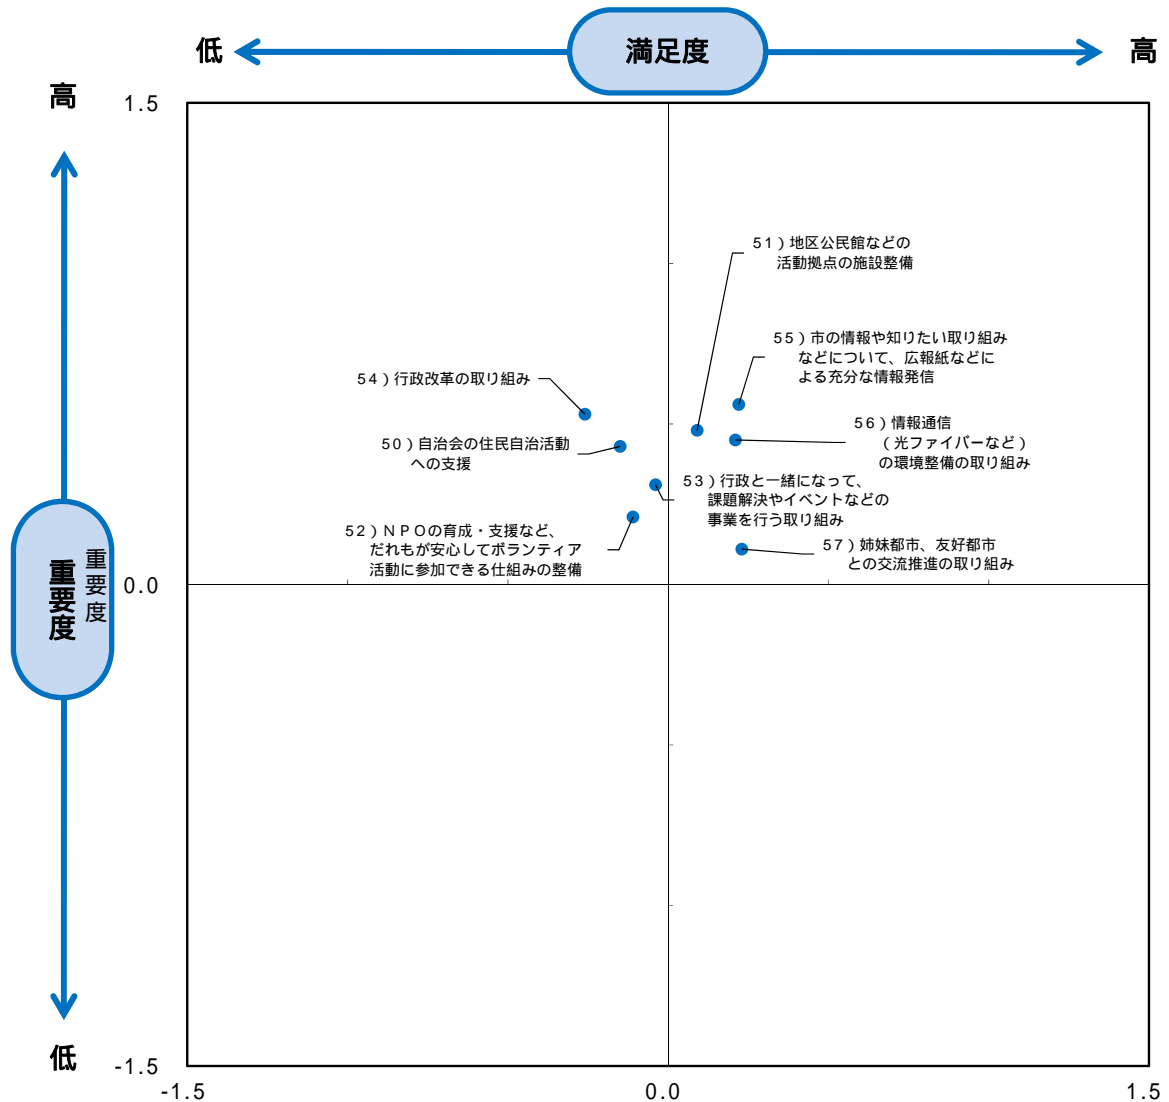 低
満足度
高
高
1.5
51）地区公民館などの
活動拠点の施設整備
55）市の情報や知りたい取り組み
などについて、広報紙などに
よる充分な情報発信
54）行政改革の取り組み
56）情報通信
（光ファイバーなど）
の環境整備の取り組み
50）自治会の住民自治活動
への支援
53）行政と一緒になって、
課題解決やイベントなどの
事業を行う取り組み
52）ＮＰＯの育成・支援など、
だれもが安心してボランティア
活動に参加できる仕組みの整備
57）姉妹都市、友好都市
との交流推進の取り組み
重要度
重要度
0.0
低
-1.5
-1.5
0.0
1.5